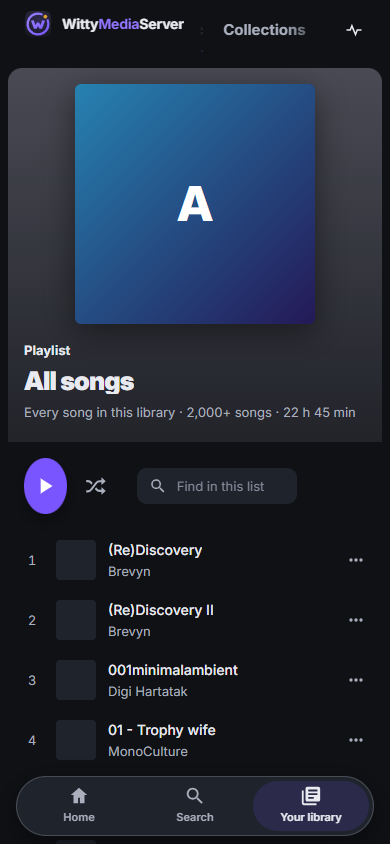 WittyMediaServer
Collections
A
Playlist
All songs
Every song in this library · 2,000+ songs · 22 h 45 min
Find in this list
1
(Re)Discovery
Brevyn
2
(Re)Discovery II
Brevyn
3
001minimalambient
Digi Hartatak
4
01 - Trophy wife
MonoCulture
Home
Search
Your library